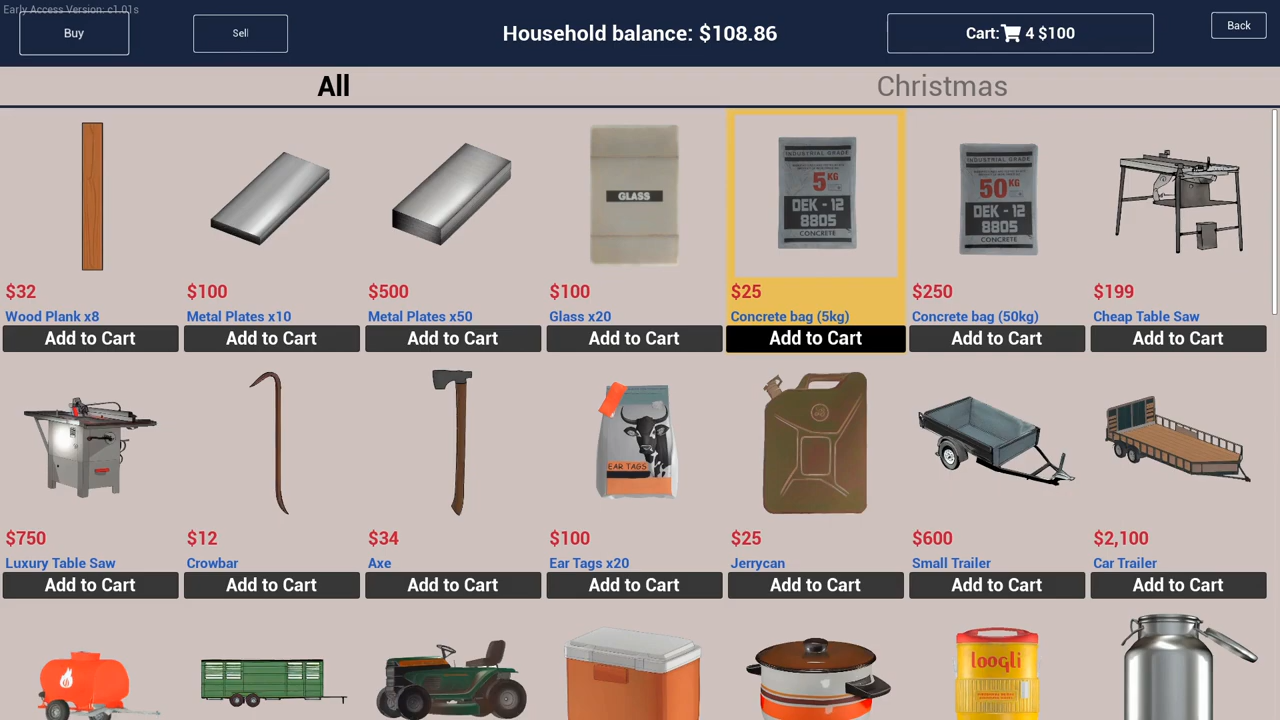 Early Access Version: c1.01s
Buy
Sell
Household balance: $108.86
Cart: 4 $100
Back
All
Christmas
GLASS
INDUSTRIAL GRADE
5 KG
DEK - 12
8805
CONCRETE
INDUSTRIAL GRADE
50 KG
DEK - 12
8805
CONCRETE
$32
$100
$500
$100
$25
$250
$199
Wood Plank x8
Metal Plates x10
Metal Plates x50
Glass x20
Concrete bag (5kg)
Concrete bag (50kg)
Cheap Table Saw
Add to Cart
Add to Cart
Add to Cart
Add to Cart
Add to Cart
Add to Cart
Add to Cart
EAR TAGS
$750
$12
$34
$100
$25
$600
$2,100
Luxury Table Saw
Crowbar
Axe
Ear Tags x20
Jerrycan
Small Trailer
Car Trailer
Add to Cart
Add to Cart
Add to Cart
Add to Cart
Add to Cart
Add to Cart
Add to Cart
loogli